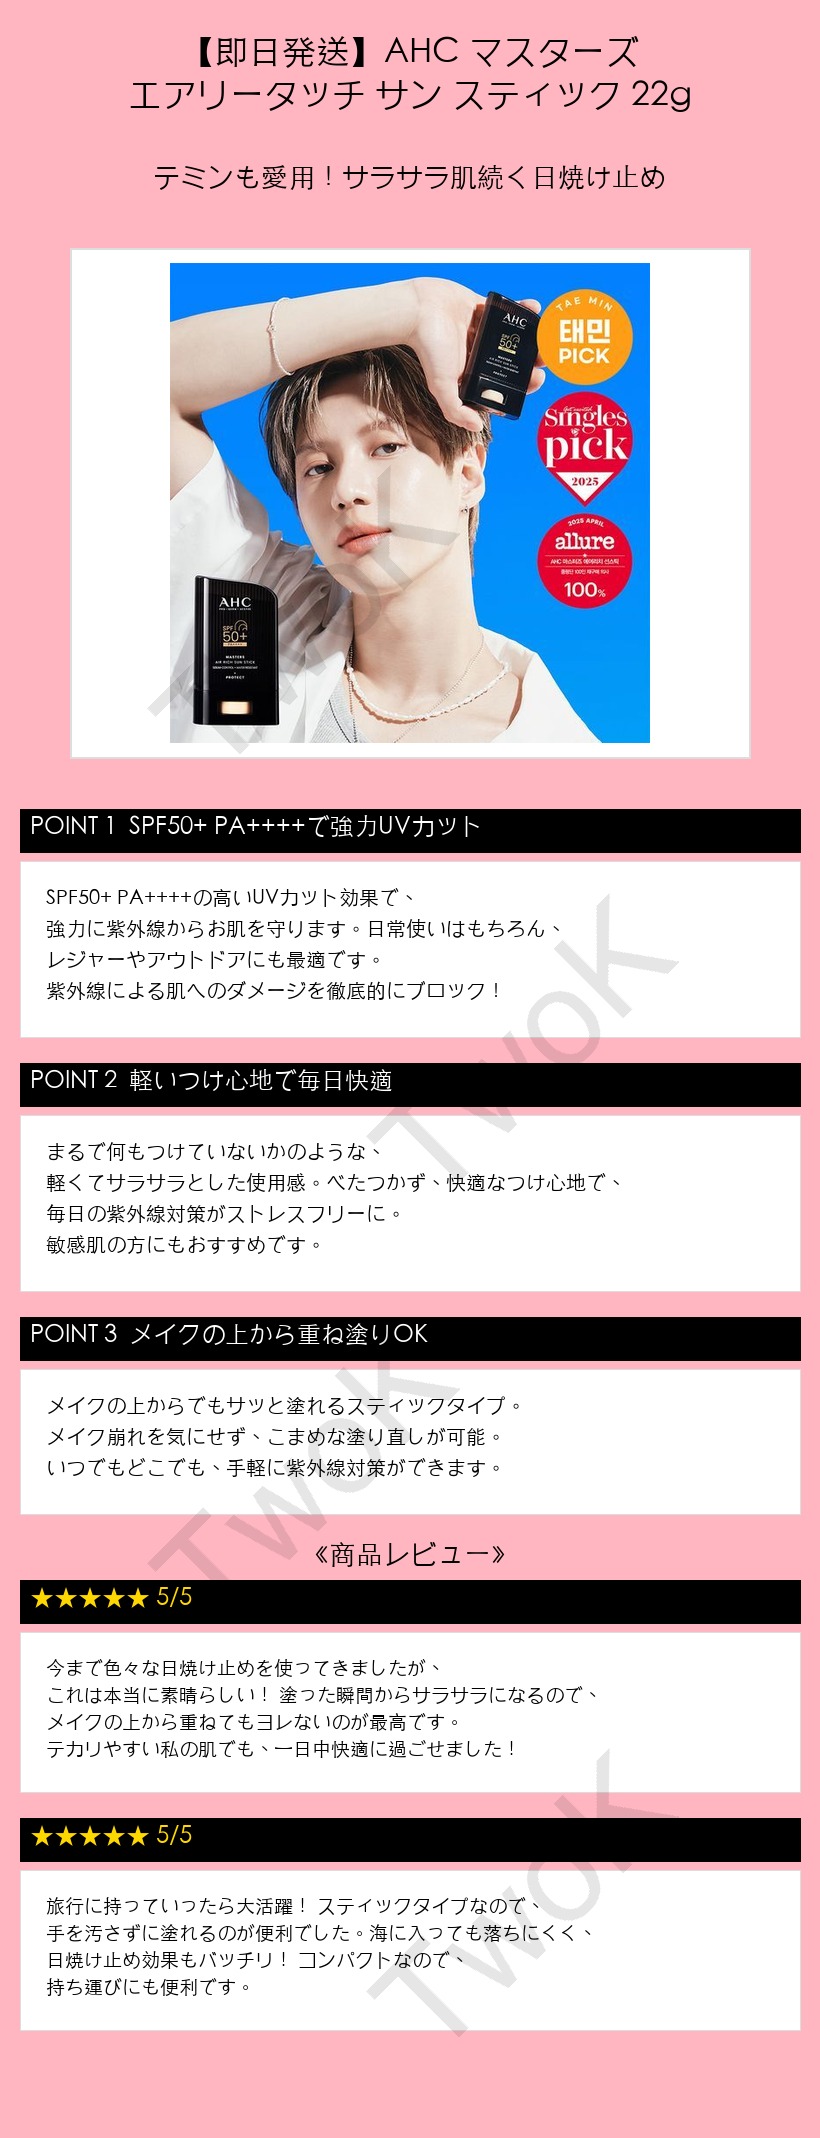 【即日発送】AHC マスターズ
エアリータッチ サン スティック 22g
テミンも愛用！サラサラ肌続く日焼け止め
TAE MIN
태민
PICK
AHC
SPF
50+
MASTERS
AIR RICH SUN STICK
PROTECT
Singles
pick
2025
2025 APRIL
allure
AHC 마스터즈 에어리치 선스틱
100%
AHC
SPF
50+
MASTERS
AIR RICH SUN STICK
PROTECT
TwoK
POINT 1 SPF50+ PA++++で強力UVカット
SPF50+ PA++++の高いUVカット効果で、
強力に紫外線からお肌を守ります。日常使いはもちろん、
レジャーやアウトドアにも最適です。
紫外線による肌へのダメージを徹底的にブロック！
TwoK
POINT 2 軽いつけ心地で毎日快適
まるで何もつけていないかのような、
軽くてサラサラとした使用感。べたつかず、快適なつけ心地で、
毎日の紫外線対策がストレスフリーに。
敏感肌の方にもおすすめです。
POINT 3 メイクの上から重ね塗りOK
メイクの上からでもサッと塗れるスティックタイプ。
メイク崩れを気にせず、こまめな塗り直しが可能。
いつでもどこでも、手軽に紫外線対策ができます。
TwoK
《商品レビュー》
★★★★★ 5/5
今まで色々な日焼け止めを使ってきましたが、
これは本当に素晴らしい！ 塗った瞬間からサラサラになるので、
メイクの上から重ねてもヨレないのが最高です。
テカリやすい私の肌でも、一日中快適に過ごせました！
★★★★★ 5/5
旅行に持っていったら大活躍！ スティックタイプなので、
手を汚さずに塗れるのが便利でした。海に入っても落ちにくく、
日焼け止め効果もバッチリ！ コンパクトなので、
持ち運びにも便利です。
TwoK